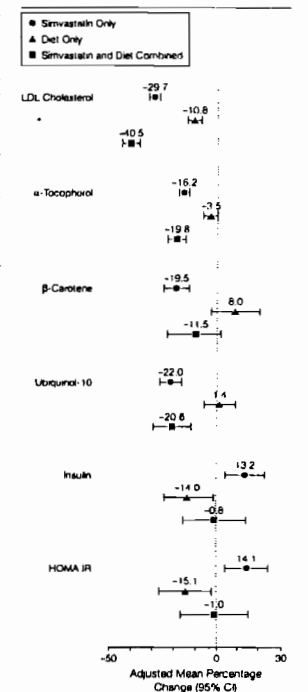 Simvastatin Only
Diet Only
Simvastatin and Diet Combined
LDL Cholesterol
-29.7
-10.8
-40.5
α-Tocopherol
-16.2
-3.5
-19.8
β-Carotene
-19.5
8.0
-11.5
Ubiquinol-10
-22.0
1.4
-20.6
Insulin
13.2
-14.0
-0.8
HOMA IR
14.1
-15.1
-1.0
-50 0 30
Adjusted Mean Percentage
Change (95% CI)